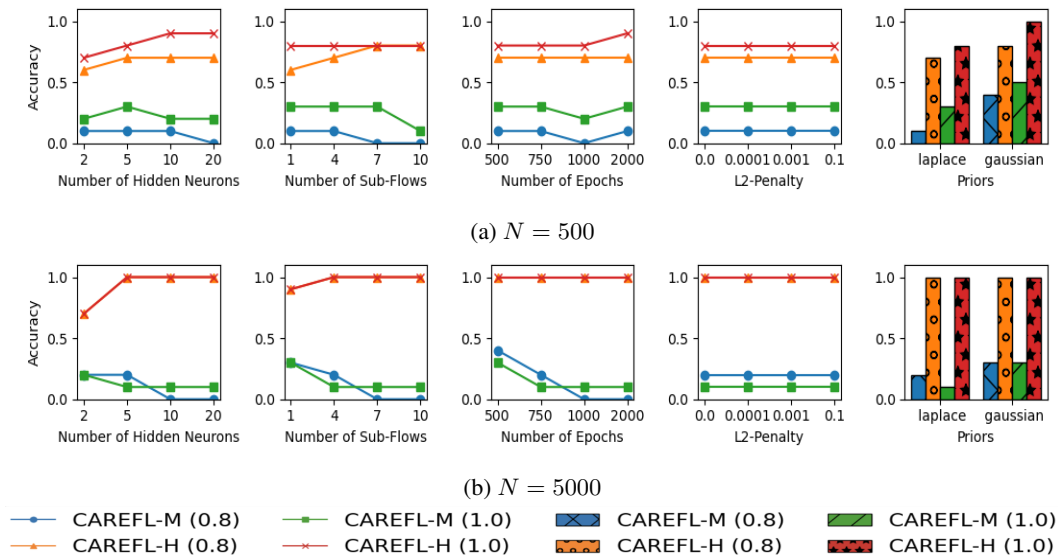 1.0
0.5
0.0
Accuracy
2 5 10 20
1 4 7 10
500 750 1000 2000
0.0 0.0001 0.001 0.1
laplace gaussian
Number of Hidden Neurons
Number of Sub-Flows
Number of Epochs
L2-Penalty
Priors
(a) N = 500
1.0
0.5
0.0
Accuracy
2 5 10 20
1 4 7 10
500 750 1000 2000
0.0 0.0001 0.001 0.1
laplace gaussian
Number of Hidden Neurons
Number of Sub-Flows
Number of Epochs
L2-Penalty
Priors
(b) N = 5000
CAREFL-M (0.8) CAREFL-M (1.0) CAREFL-M (0.8) CAREFL-M (1.0)
CAREFL-H (0.8) CAREFL-H (1.0) CAREFL-H (0.8) CAREFL-H (1.0)